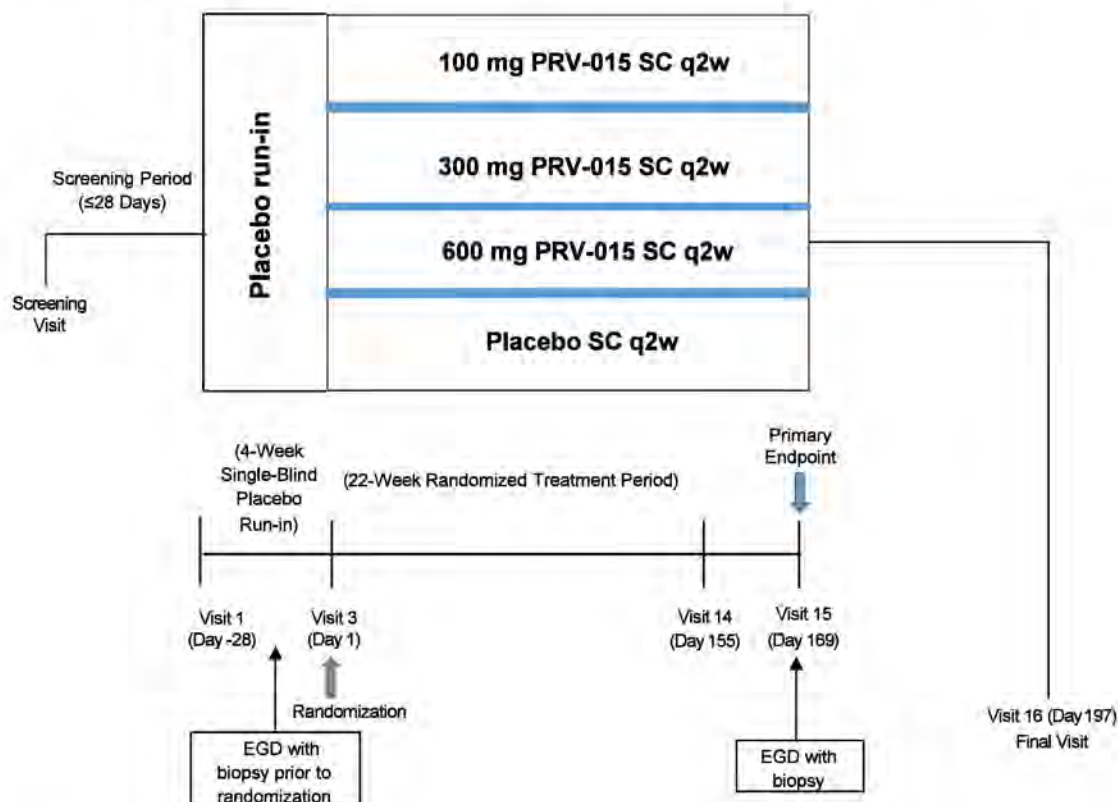 100 mg PRV-015 SC q2w
300 mg PRV-015 SC q2w
600 mg PRV-015 SC q2w
Placebo SC q2w
Placebo run-in
Screening Period
(≤28 Days)
Screening
Visit
(4-Week
Single-Blind
Placebo
Run-in)
(22-Week Randomized Treatment Period)
Primary
Endpoint
Visit 1
(Day -28)
Visit 3
(Day 1)
Visit 14
(Day 155)
Visit 15
(Day 169)
Randomization
EGD with
biopsy prior to
randomization
EGD with
biopsy
Visit 16 (Day 197)
Final Visit